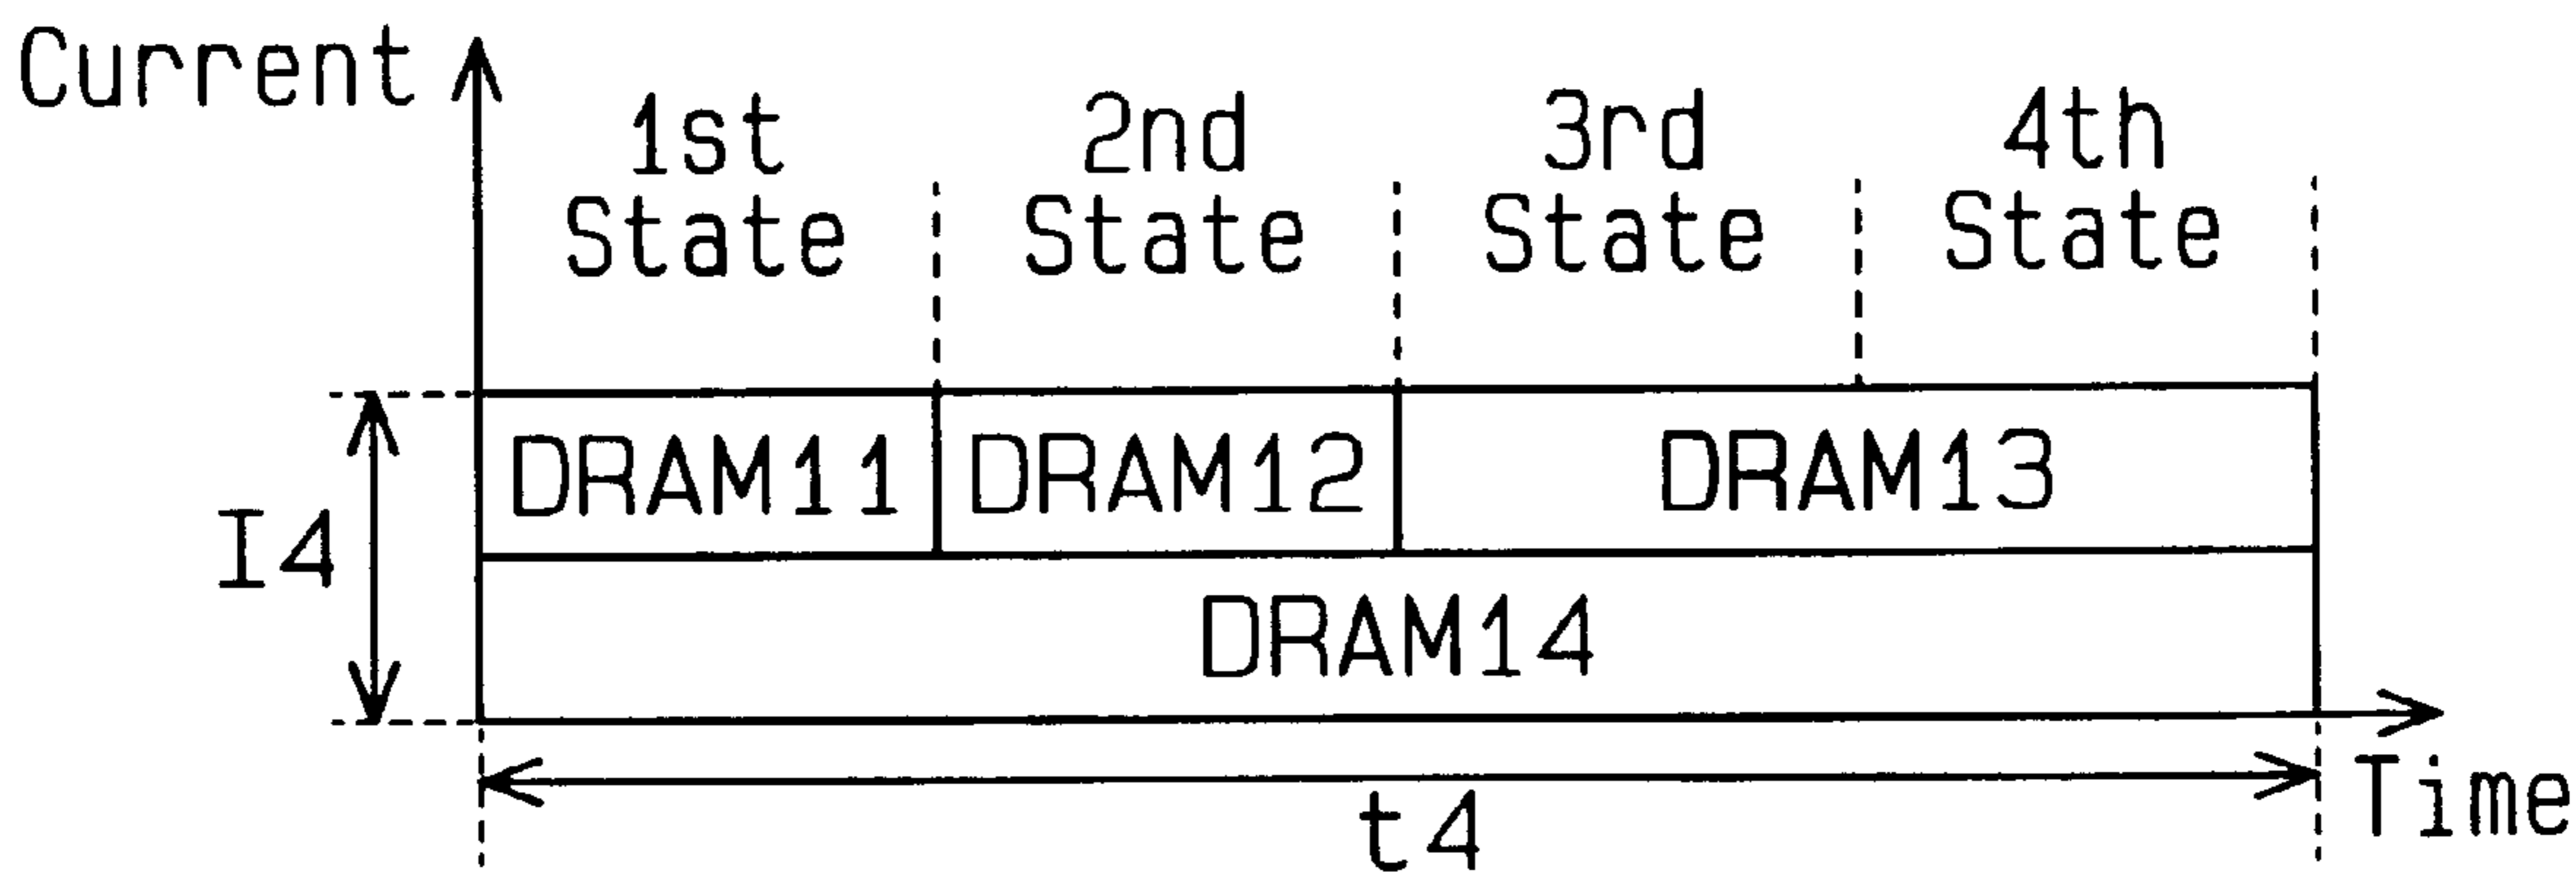 Current
1st
State
2nd
State
3rd
State
4th
State
DRAM11
DRAM12
DRAM13
I4
DRAM14
t4
Time